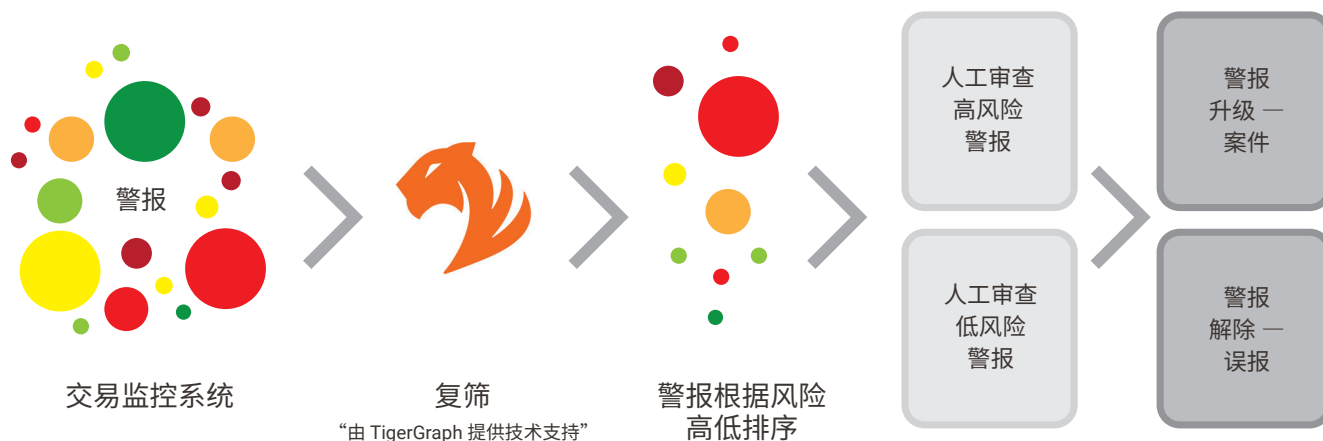 警报
交易监控系统
复筛
“由 TigerGraph 提供技术支持”
警报根据风险
高低排序
人工审查
高风险
警报
人工审查
低风险
警报
警报
升级 —
案件
警报
解除 —
误报